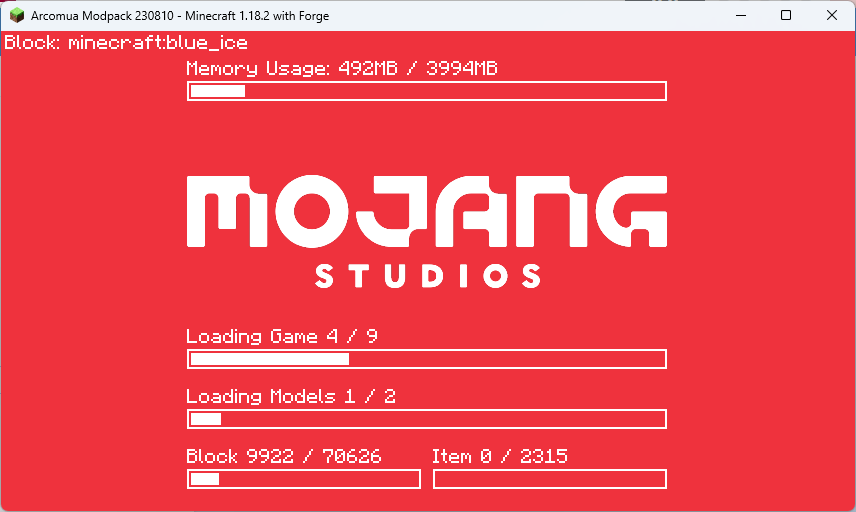 Arcomua Modpack 230810 - Minecraft 1.18.2 with Forge
Block: minecraft:blue_ice
Memory Usage: 492MB / 3994MB
MOJANG
STUDIOS
Loading Game 4 / 9
Loading Models 1 / 2
Block 9922 / 70626 Item 0 / 2315